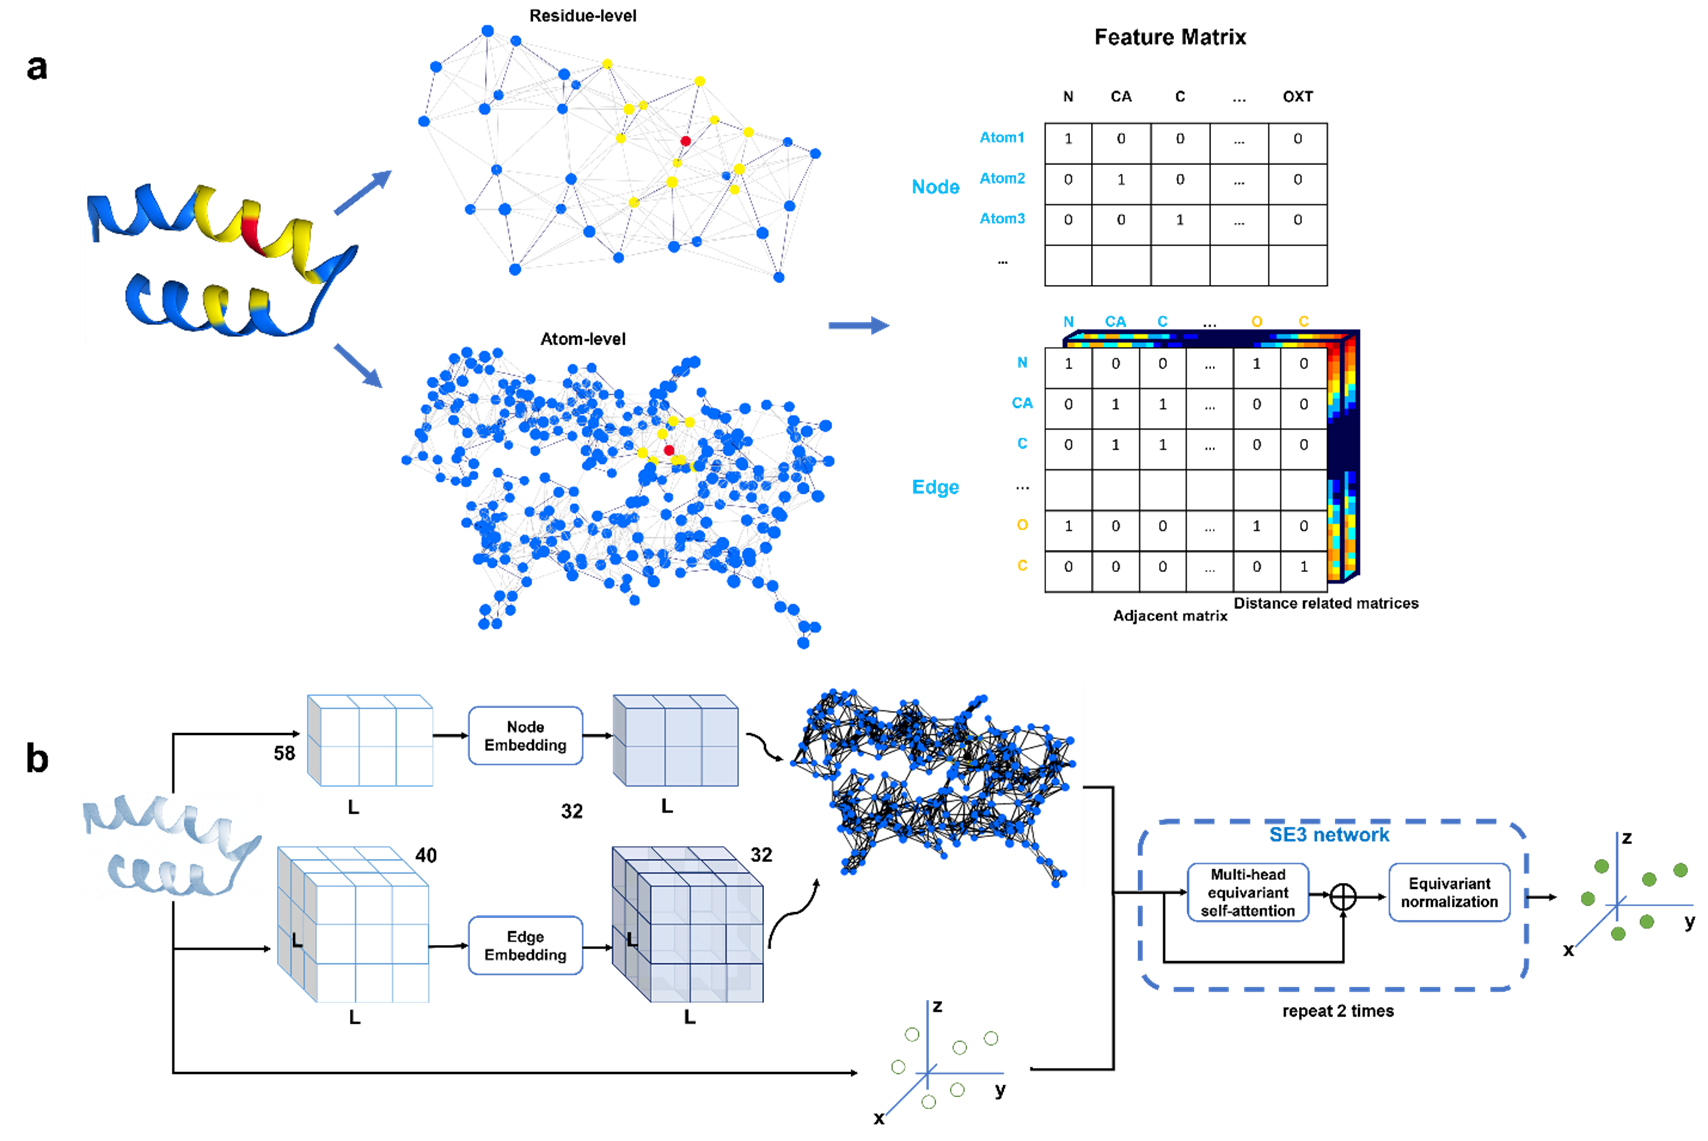 a
Residue-level
Atom-level
Feature Matrix
N CA C ... OXT
Node
Atom1 1 0 0 ... 0
Atom2 0 1 0 ... 0
Atom3 0 0 1 ... 0
...
Edge
N CA C ... O C
N 1 0 0 ... 1 0
CA 0 1 1 ... 0 0
C 0 1 1 ... 0 0
...
O 1 0 0 ... 1 0
C 0 0 0 ... 0 1
Adjacent matrix
Distance related matrices
b
58
L
Node
Embedding
32
L
40
L
L
Edge
Embedding
32
L
L
z
y
x
SE3 network
Multi-head
equivariant
self-attention
Equivariant
normalization
repeat 2 times
z
y
x